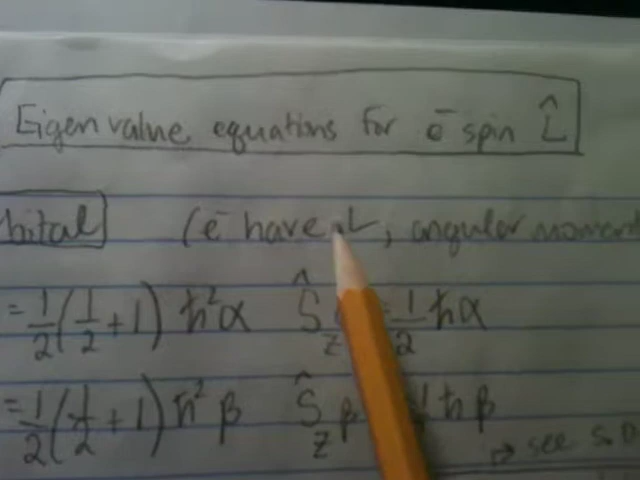 Eigenvalue equations for e⁻ spin L̂
bital (e⁻ have L, angular moment
= 1/2 (1/2 + 1) ħ²α Ŝz = 1/2 ħα
= 1/2 (1/2 + 1) ħ² β Ŝz β 1 ħ β
→ see